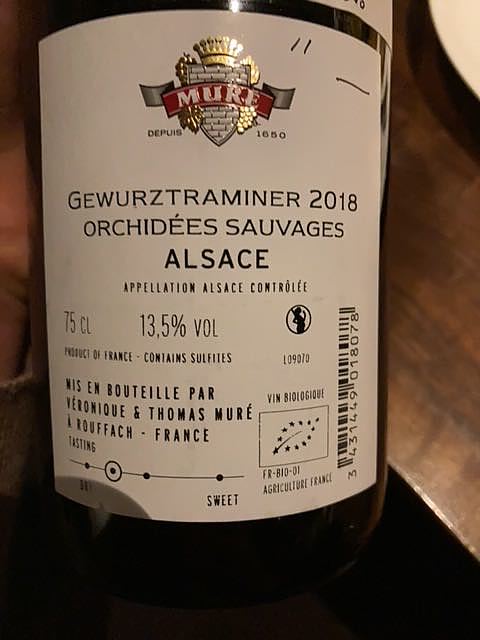 MURÉ
DEPUIS 1650
GEWURZTRAMINER 2018
ORCHIDÉES SAUVAGES
ALSACE
APPELLATION ALSACE CONTRÔLÉE
75 CL 13,5% VOL
PRODUCT OF FRANCE - CONTAINS SULFITES
L09070
MIS EN BOUTEILLE PAR
VÉRONIQUE & THOMAS MURÉ
À ROUFFACH - FRANCE
TASTING
DRY
SWEET
VIN BIOLOGIQUE
FR-BIO-01
AGRICULTURE FRANCE
3 431449 018078